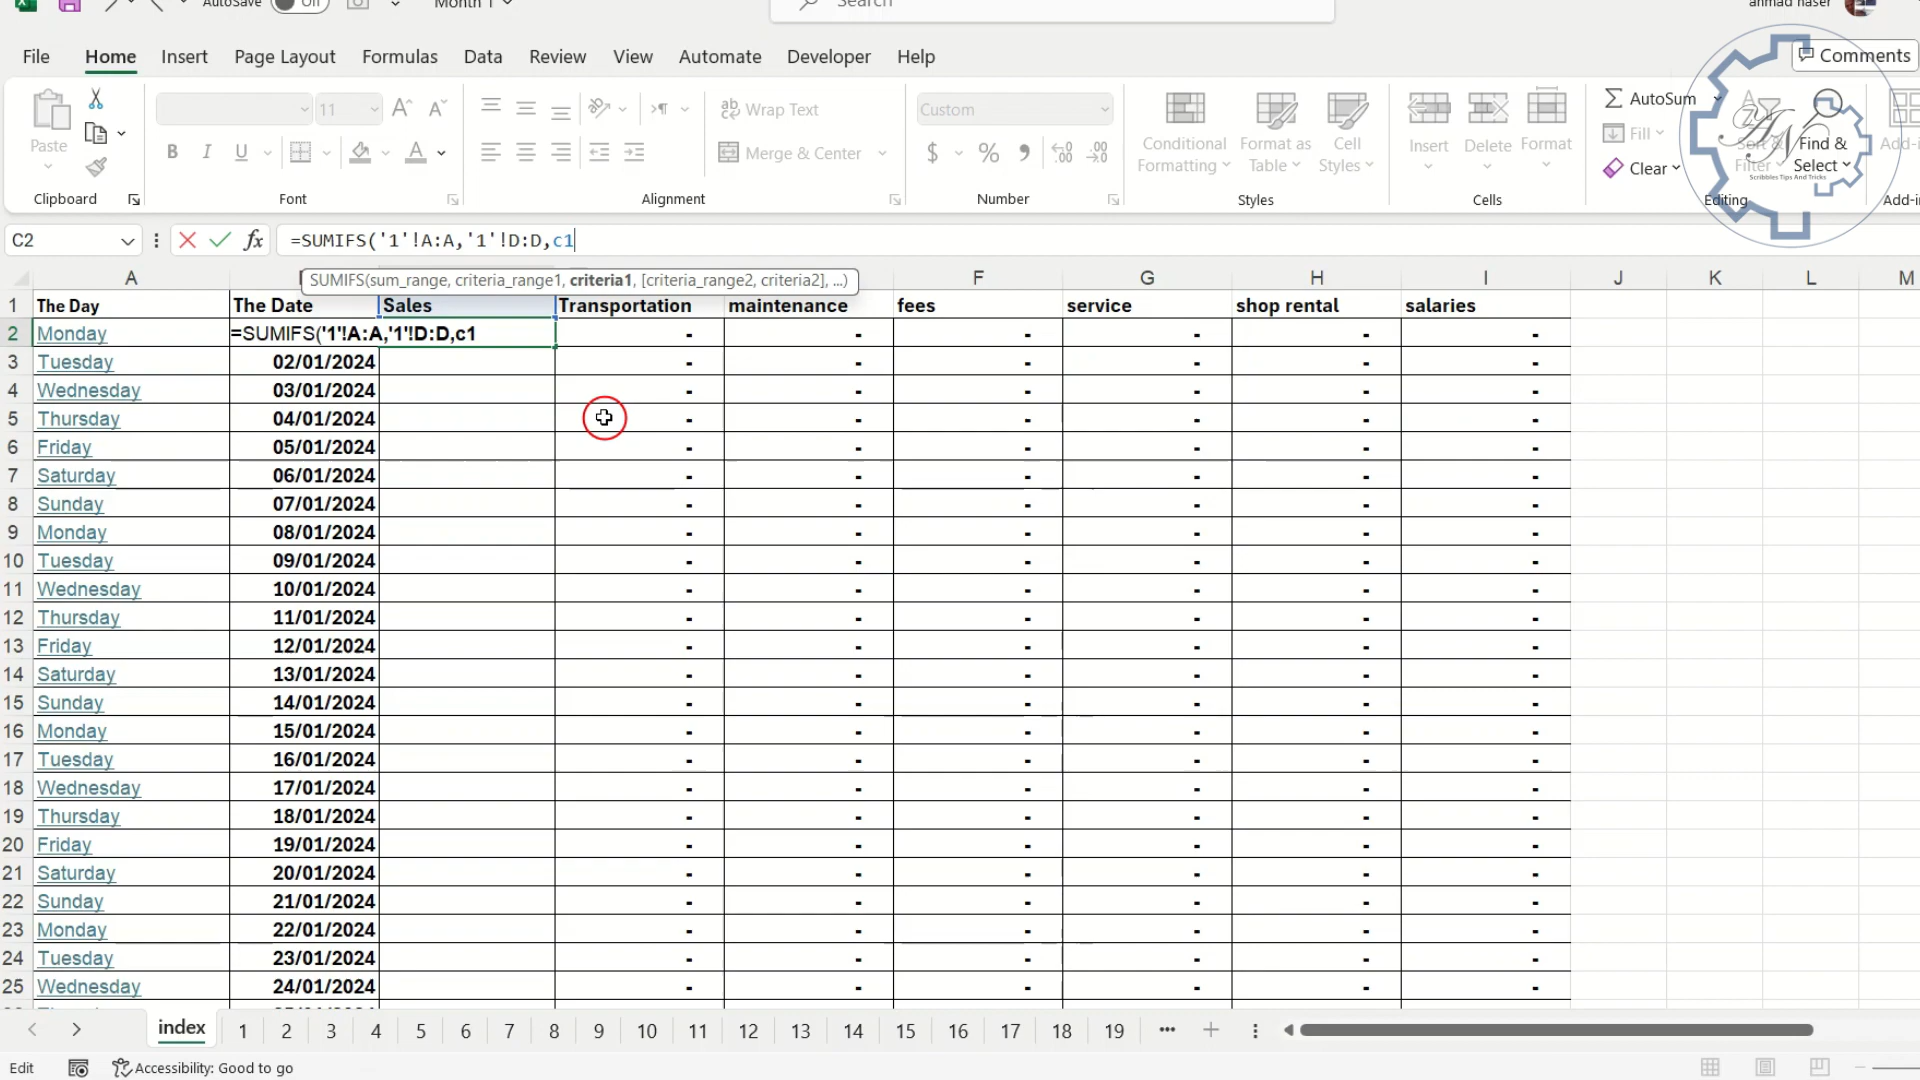 AutoSave Off Month 1 Search ahmad naser
File Home Insert Page Layout Formulas Data Review View Automate Developer Help Comments
Paste 11 Wrap Text Merge & Center Custom Conditional Formatting Format as Table Cell Styles Insert Delete Format AutoSum Fill Clear Sort & Filter Find & Select
AN
Scribbles Tips And Tricks
Clipboard Font Alignment Number Styles Cells Editing
C2 fx =SUMIFS('1'!A:A,'1'!D:D,c1
SUMIFS(sum_range, criteria_range1, criteria1, [criteria_range2, criteria2], ...)
A F G H I J K L M
1 The Day The Date Sales Transportation maintenance fees service shop rental salaries
2 Monday =SUMIFS('1'!A:A,'1'!D:D,c1 - - - - - -
3 Tuesday 02/01/2024 - - - - - -
4 Wednesday 03/01/2024 - - - - - -
5 Thursday 04/01/2024 - - - - - -
6 Friday 05/01/2024 - - - - - -
7 Saturday 06/01/2024 - - - - - -
8 Sunday 07/01/2024 - - - - - -
9 Monday 08/01/2024 - - - - - -
10 Tuesday 09/01/2024 - - - - - -
11 Wednesday 10/01/2024 - - - - - -
12 Thursday 11/01/2024 - - - - - -
13 Friday 12/01/2024 - - - - - -
14 Saturday 13/01/2024 - - - - - -
15 Sunday 14/01/2024 - - - - - -
16 Monday 15/01/2024 - - - - - -
17 Tuesday 16/01/2024 - - - - - -
18 Wednesday 17/01/2024 - - - - - -
19 Thursday 18/01/2024 - - - - - -
20 Friday 19/01/2024 - - - - - -
21 Saturday 20/01/2024 - - - - - -
22 Sunday 21/01/2024 - - - - - -
23 Monday 22/01/2024 - - - - - -
24 Tuesday 23/01/2024 - - - - - -
25 Wednesday 24/01/2024 - - - - - -
index 1 2 3 4 5 6 7 8 9 10 11 12 13 14 15 16 17 18 19 ...
Edit Accessibility: Good to go